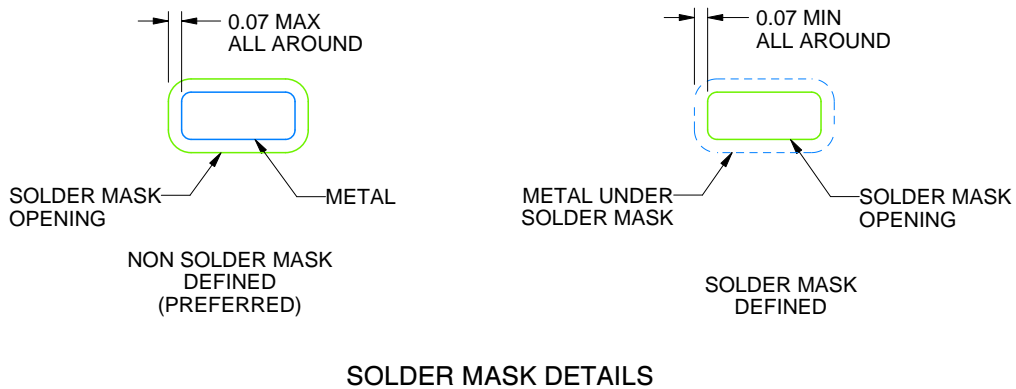 0.07 MAX
ALL AROUND
SOLDER MASK
OPENING
METAL
NON SOLDER MASK
DEFINED
(PREFERRED)
0.07 MIN
ALL AROUND
METAL UNDER
SOLDER MASK
SOLDER MASK
OPENING
SOLDER MASK
DEFINED
SOLDER MASK DETAILS